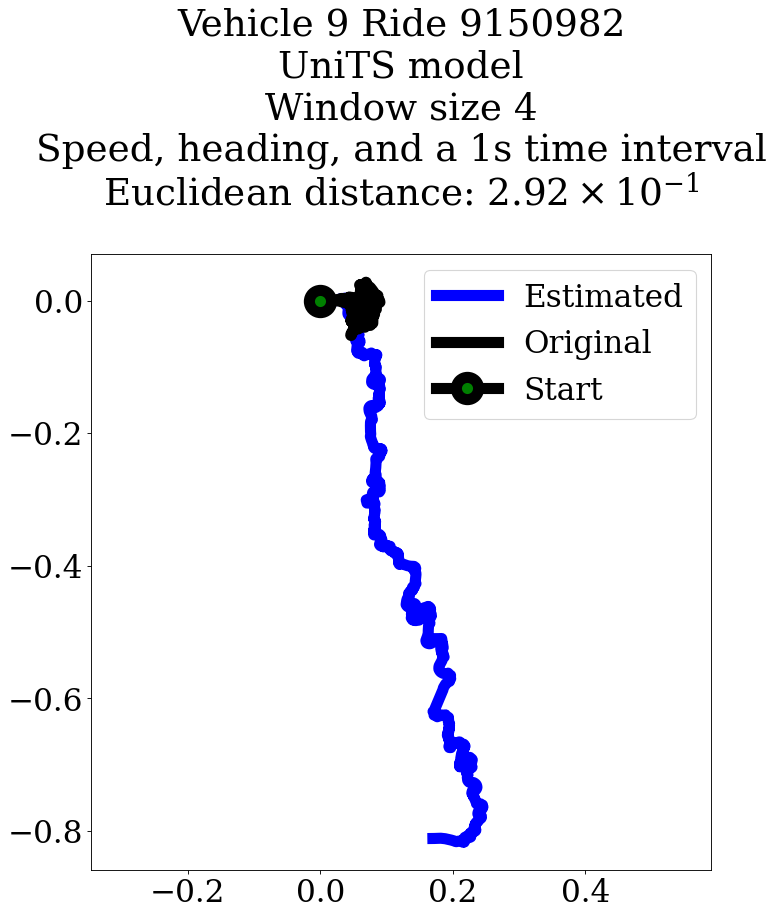 Vehicle 9 Ride 9150982
UniTS model
Window size 4
Speed, heading, and a 1s time interval
Euclidean distance: 2.92 × 10⁻¹
Estimated
Original
Start
0.0
−0.2
−0.4
−0.6
−0.8
−0.2 0.0 0.2 0.4